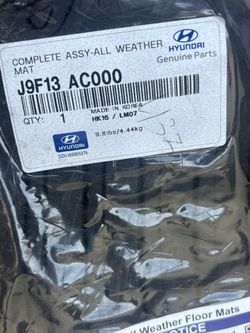 COMPLETE ASSY-ALL WEATHER
MAT
HYUNDAI
Genuine Parts
J9F13 AC000
MADE IN KOREA
QTY: 1
HK16 / LM07
HYUNDAI
9.8lbs/4.44kg
Weather Floor Mats
NOTICE